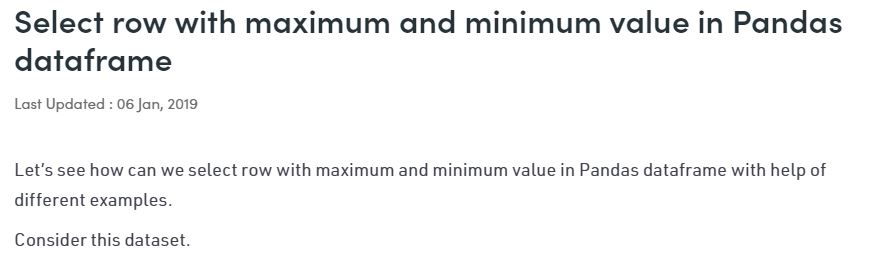 Select row with maximum and minimum value in Pandas
dataframe
Last Updated : 06 Jan, 2019
Let's see how can we select row with maximum and minimum value in Pandas dataframe with help of
different examples.
Consider this dataset.